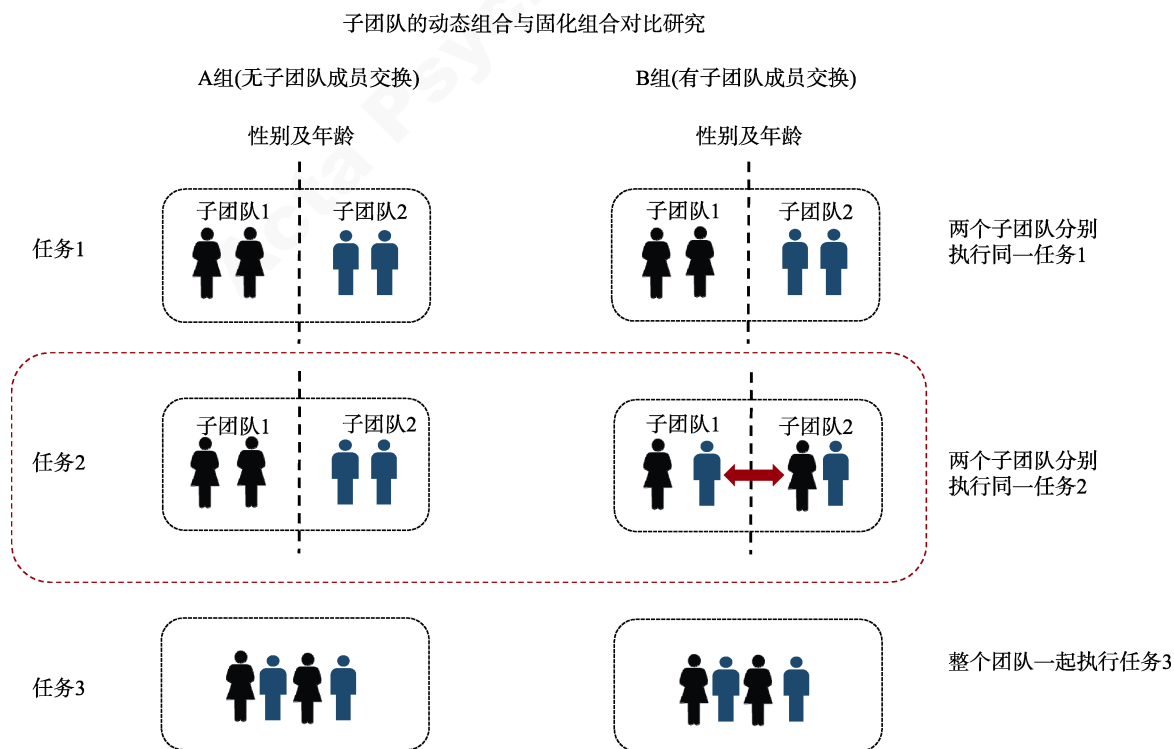 子团队的动态组合与固化组合对比研究
A组(无子团队成员交换)
B组(有子团队成员交换)
性别及年龄
性别及年龄
任务1
子团队1
子团队2
子团队1
子团队2
两个子团队分别
执行同一任务1
任务2
子团队1
子团队2
子团队1
子团队2
两个子团队分别
执行同一任务2
任务3
整个团队一起执行任务3